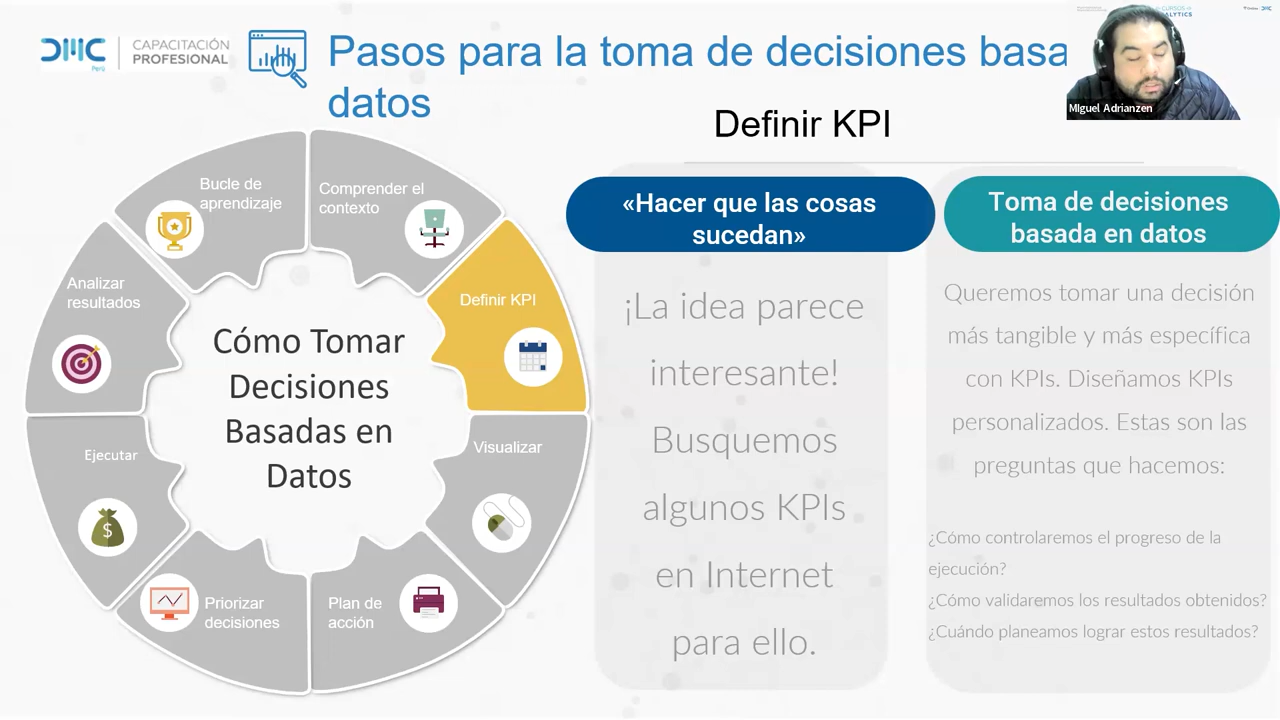 DMC
Perú
CAPACITACIÓN
PROFESIONAL
Pasos para la toma de decisiones basa
datos
CURSOS
ALYTICS
DMC
MIguel Adrianzen
Definir KPI
Bucle de
aprendizaje
Comprender el
contexto
Analizar
resultados
Definir KPI
Cómo Tomar
Decisiones
Basadas en
Datos
Ejecutar
Visualizar
$
Priorizar
decisiones
Plan de
acción
«Hacer que las cosas
sucedan»
¡La idea parece
interesante!
Busquemos
algunos KPIs
en Internet
para ello.
Toma de decisiones
basada en datos
Queremos tomar una decisión
más tangible y más específica
con KPIs. Diseñamos KPIs
personalizados. Estas son las
preguntas que hacemos:
¿Cómo controlaremos el progreso de la
ejecución?
¿Cómo validaremos los resultados obtenidos?
¿Cuándo planeamos lograr estos resultados?